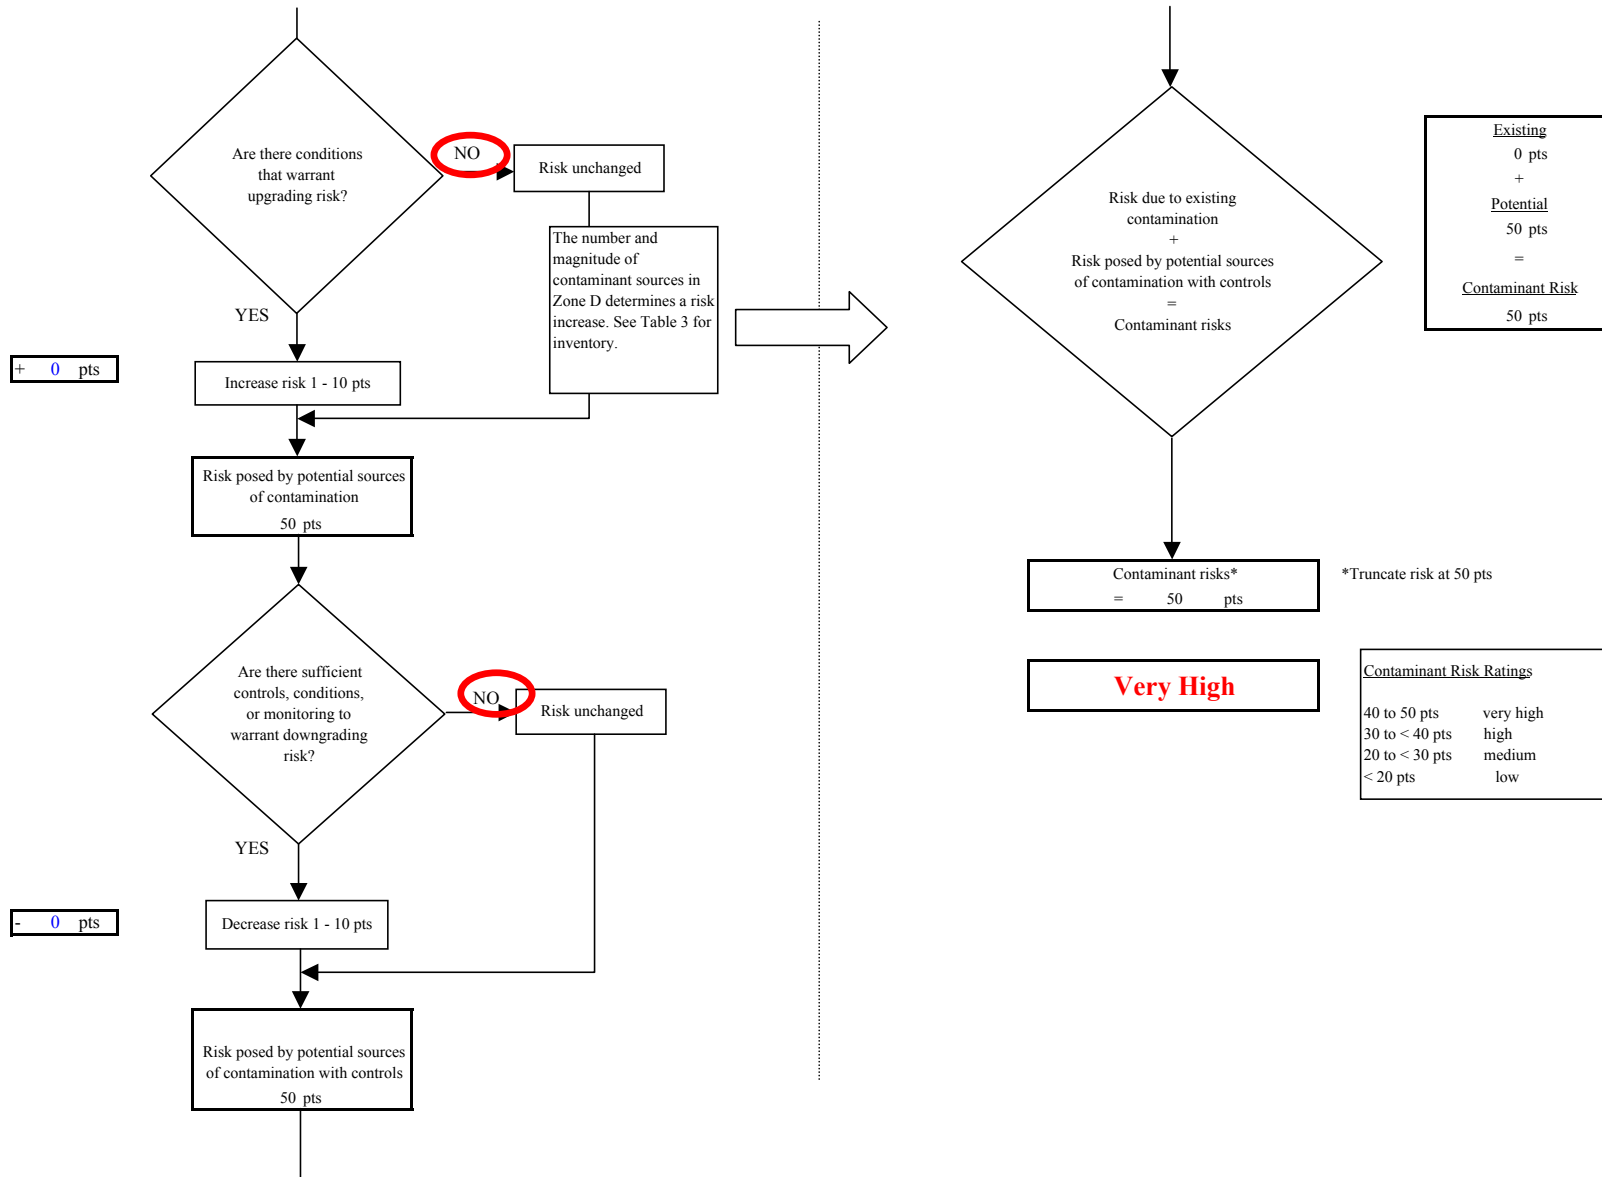 Are there conditions
that warrant
upgrading risk?
NO
Risk unchanged
The number and
magnitude of
contaminant sources in
Zone D determines a risk
increase. See Table 3 for
inventory.
YES
+ 0 pts
Increase risk 1 - 10 pts
Risk posed by potential sources
of contamination
50 pts
Are there sufficient
controls, conditions,
or monitoring to
warrant downgrading
risk?
NO
Risk unchanged
YES
- 0 pts
Decrease risk 1 - 10 pts
Risk posed by potential sources
of contamination with controls
50 pts
Risk due to existing
contamination
+
Risk posed by potential sources
of contamination with controls
=
Contaminant risks
Existing
0 pts
+
Potential
50 pts
=
Contaminant Risk
50 pts
Contaminant risks*
= 50 pts
*Truncate risk at 50 pts
Very High
Contaminant Risk Ratings
40 to 50 pts very high
30 to < 40 pts high
20 to < 30 pts medium
< 20 pts low